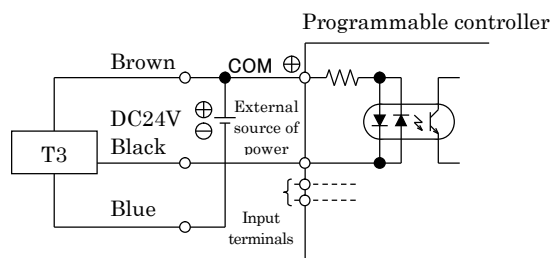 Programmable controller
Brown
COM ⊕
DC24V
⊕
⊖
External
source of
power
T3
Black
Blue
Input
terminals